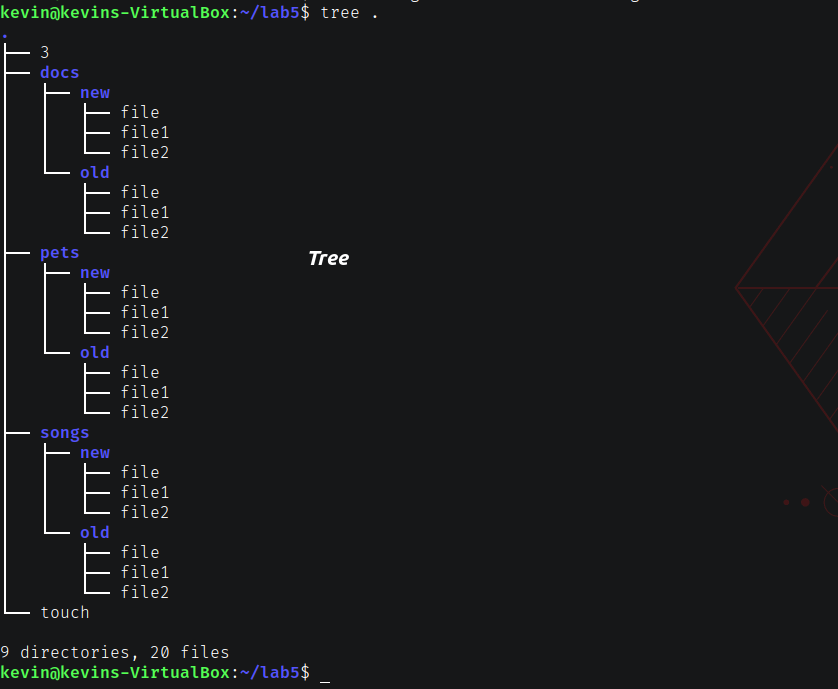 kevin@kevins-VirtualBox:~/lab5$ tree .
.
├── 3
├── docs
│   ├── new
│   │   ├── file
│   │   ├── file1
│   │   └── file2
│   └── old
│       ├── file
│       ├── file1
│       └── file2
├── pets
│   ├── new
│   │   ├── file
│   │   ├── file1
│   │   └── file2
│   └── old
│       ├── file
│       ├── file1
│       └── file2
├── songs
│   ├── new
│   │   ├── file
│   │   ├── file1
│   │   └── file2
│   └── old
│       ├── file
│       ├── file1
│       └── file2
└── touch
Tree
9 directories, 20 files
kevin@kevins-VirtualBox:~/lab5$ _